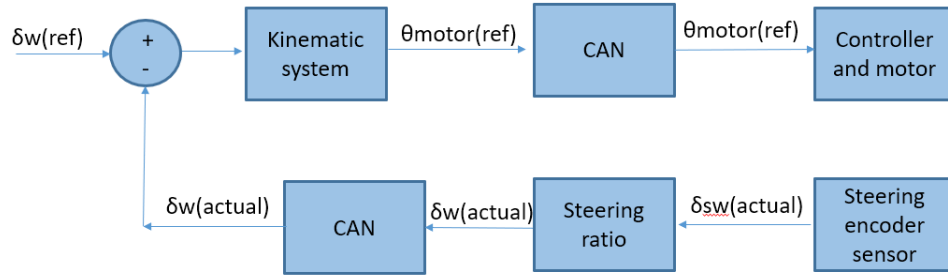 δw(ref)
+
-
Kinematic
system
θmotor(ref)
CAN
θmotor(ref)
Controller
and motor
δw(actual)
CAN
δw(actual)
Steering
ratio
δsw(actual)
Steering
encoder
sensor